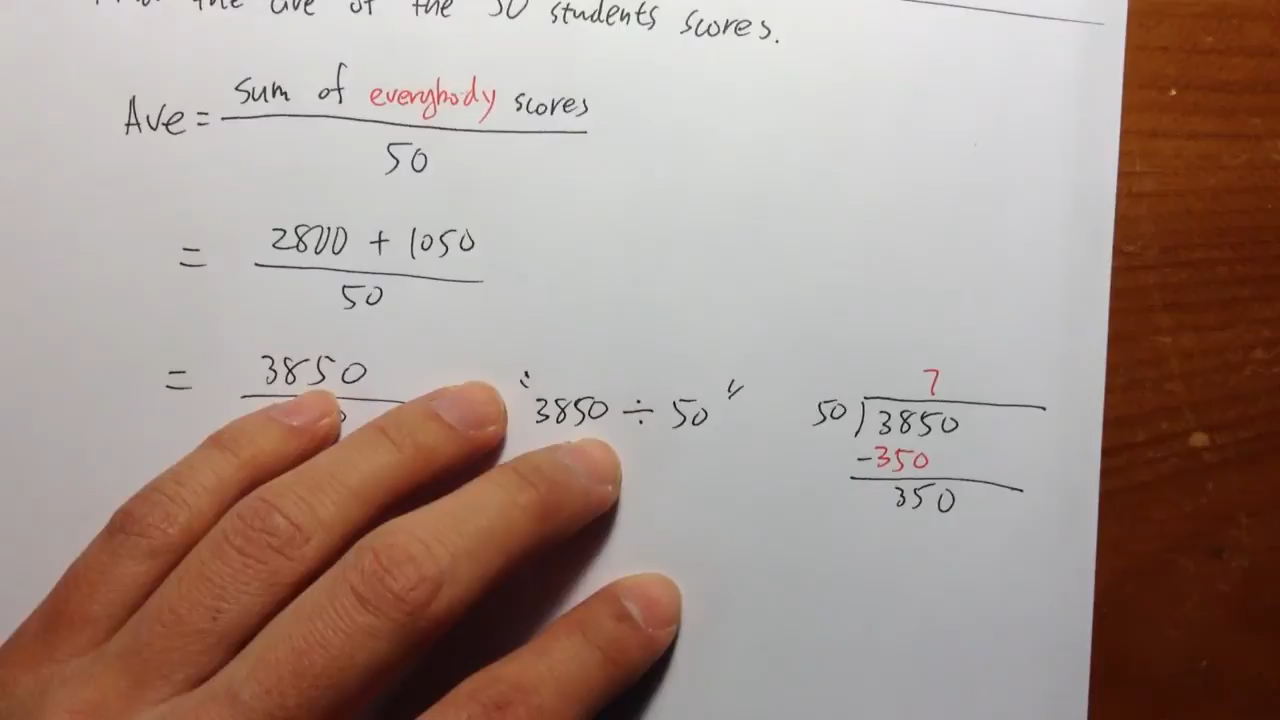 the ave of the 50 students scores.
Ave = sum of everybody scores
50
= 2800 + 1050
50
= 3850
"3850 ÷ 50"
7
50)3850
-350
350